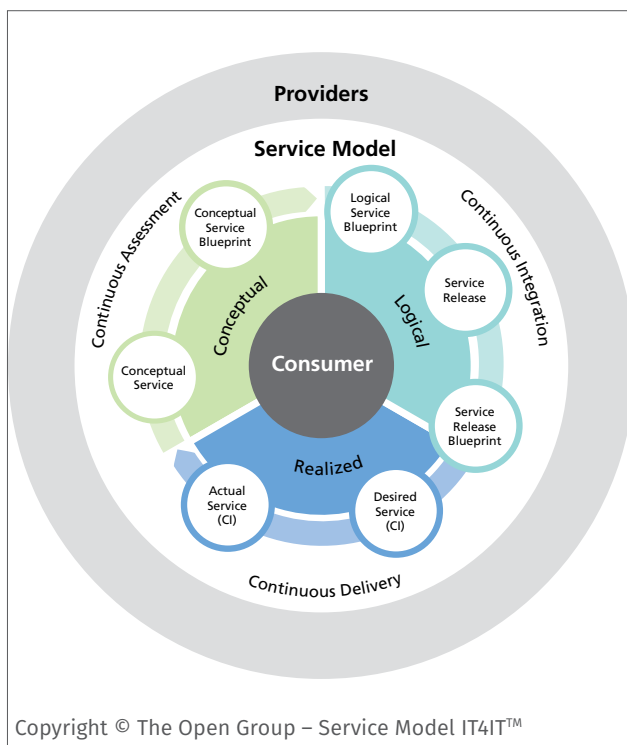 Providers
Service Model
Continuous Assessment
Conceptual
Service
Blueprint
Logical
Service
Blueprint
Continuous Integration
Service
Release
Conceptual
Logical
Conceptual
Service
Consumer
Service
Release
Blueprint
Realized
Actual
Service
(CI)
Desired
Service
(CI)
Continuous Delivery
Copyright © The Open Group – Service Model IT4IT™